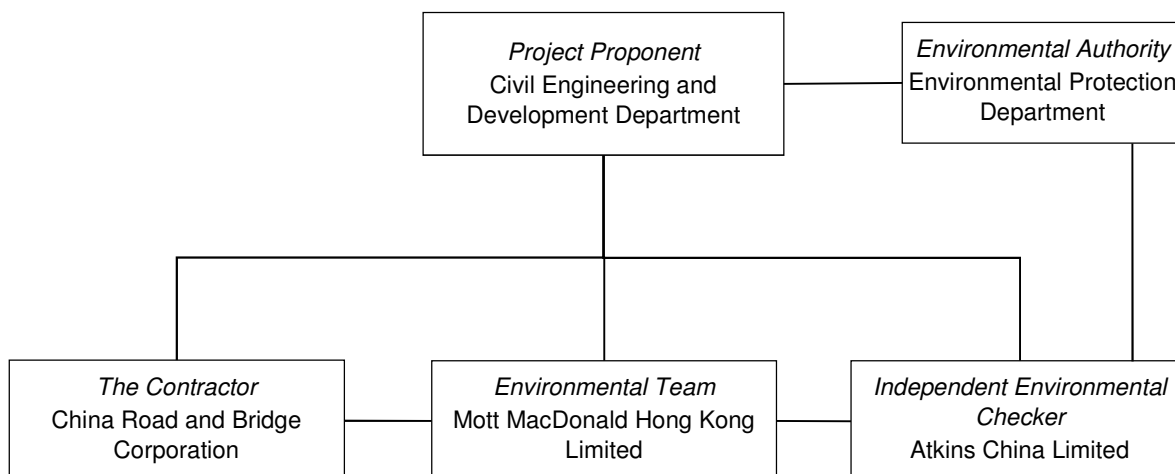 Project Proponent
Civil Engineering and
Development Department
Environmental Authority
Environmental Protection
Department
The Contractor
China Road and Bridge
Corporation
Environmental Team
Mott MacDonald Hong Kong
Limited
Independent Environmental
Checker
Atkins China Limited